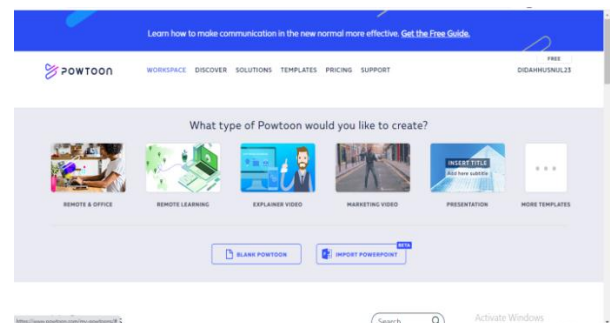 Learn how to make communication in the new normal more effective. Get the Free Guide.
POWTOON
WORKSPACE DISCOVER SOLUTIONS TEMPLATES PRICING SUPPORT
FREE
DIDAHHUSNUL23
What type of Powtoon would you like to create?
INSERT TITLE
Add here subtitle
REMOTE & OFFICE
REMOTE LEARNING
EXPLAINER VIDEO
MARKETING VIDEO
PRESENTATION
MORE TEMPLATES
BLANK POWTOON
IMPORT POWERPOINT
BETA
Search
Activate Windows